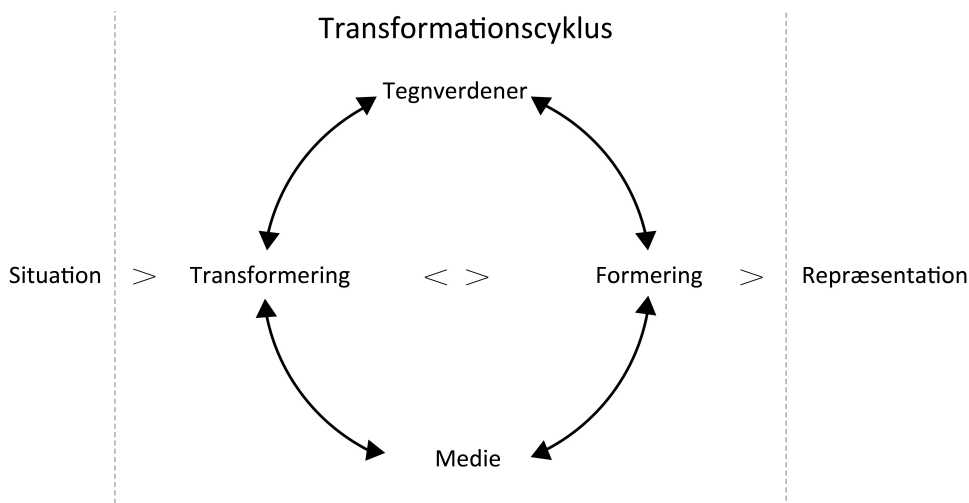 Transformationscyklus
Tegnverdener
Situation > Transformering < > Formering > Repræsentation
Medie